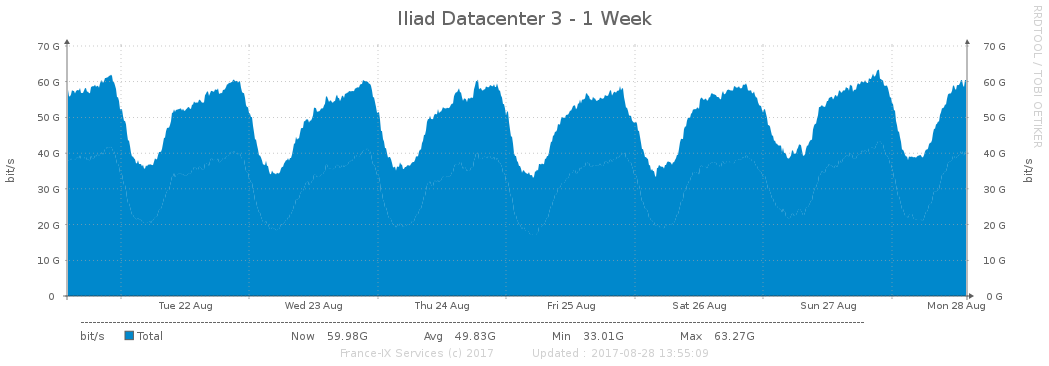 Iliad Datacenter 3 - 1 Week
RRDTOOL / TOBI OETIKER
70 G 70 G
60 G 60 G
50 G 50 G
40 G 40 G
30 G 30 G
20 G 20 G
10 G 10 G
0 0 G
bit/s bit/s
Tue 22 Aug Wed 23 Aug Thu 24 Aug Fri 25 Aug Sat 26 Aug Sun 27 Aug Mon 28 Aug
bit/s Total Now 59.98G Avg 49.83G Min 33.01G Max 63.27G
France-IX Services (c) 2017 Updated : 2017-08-28 13:55:09